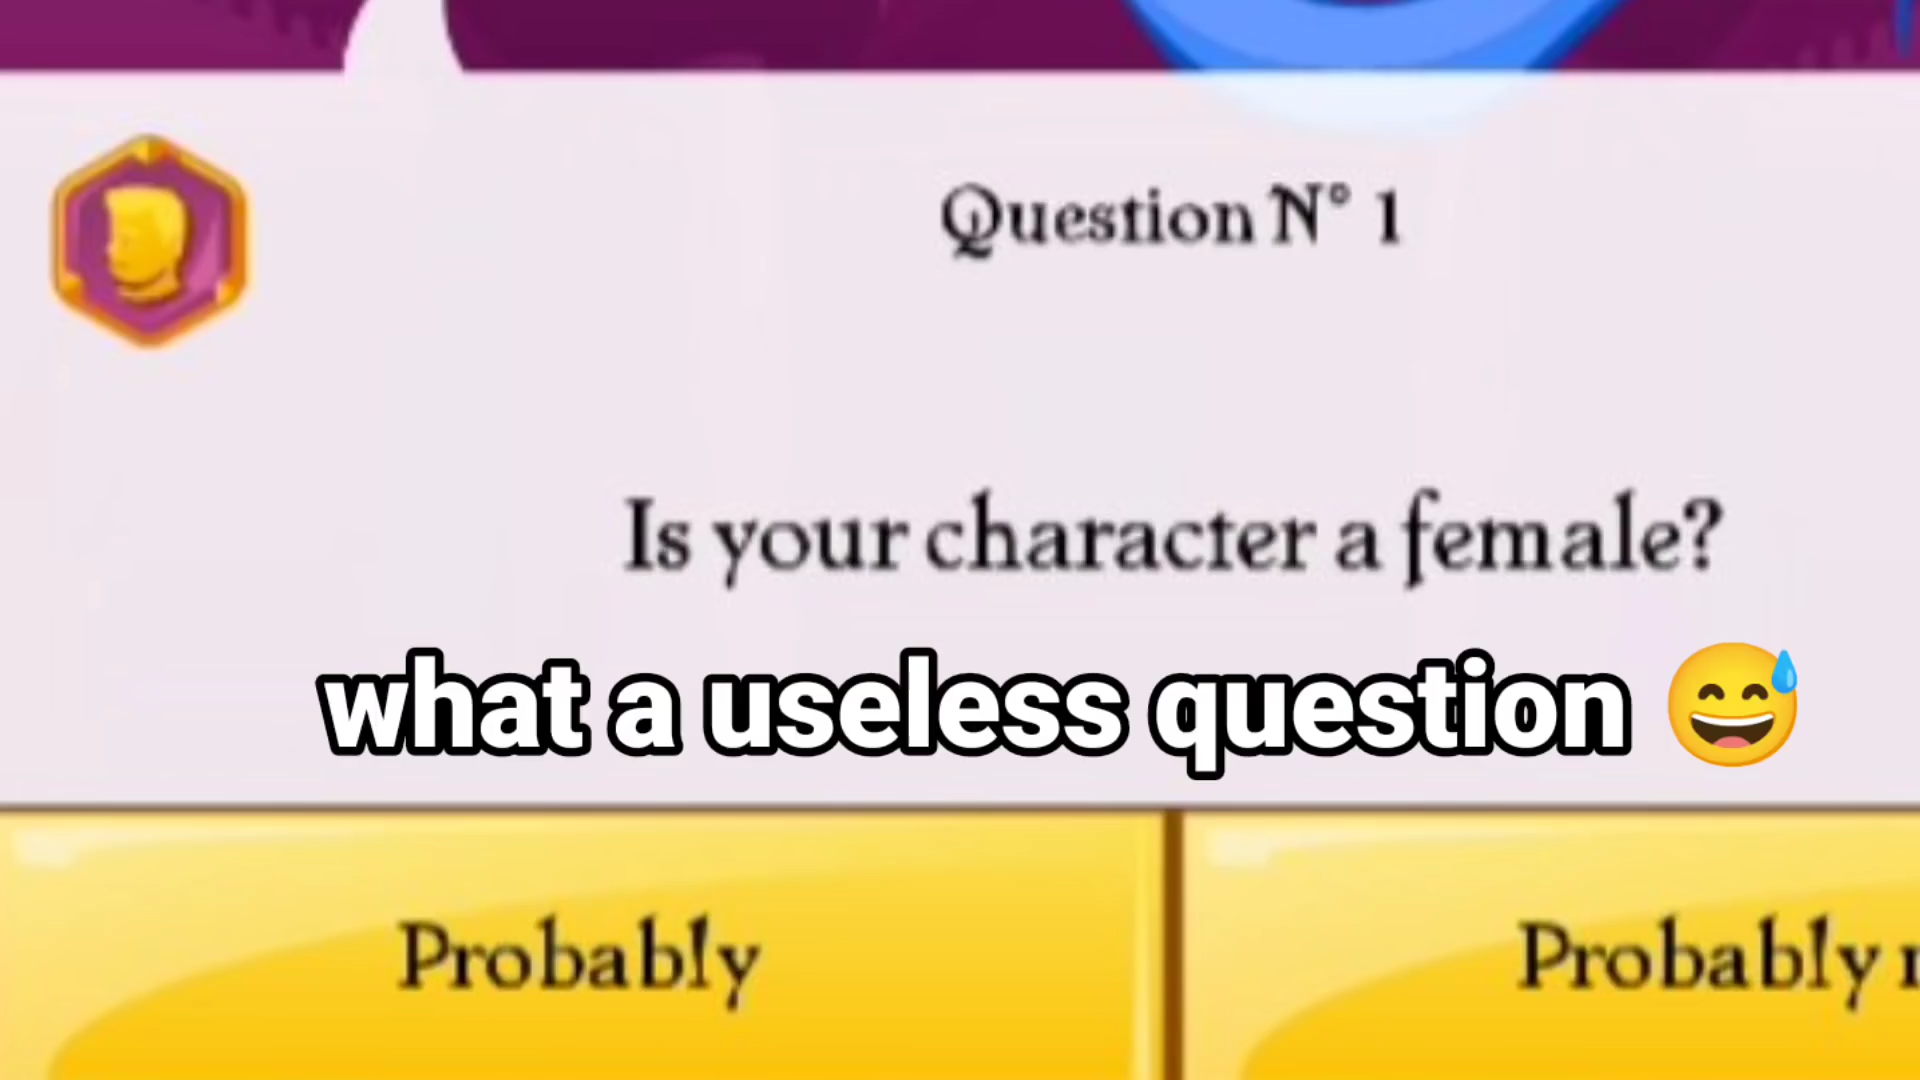 Question N° 1
Is your character a female?
what a useless question 😅
Probably
Probably